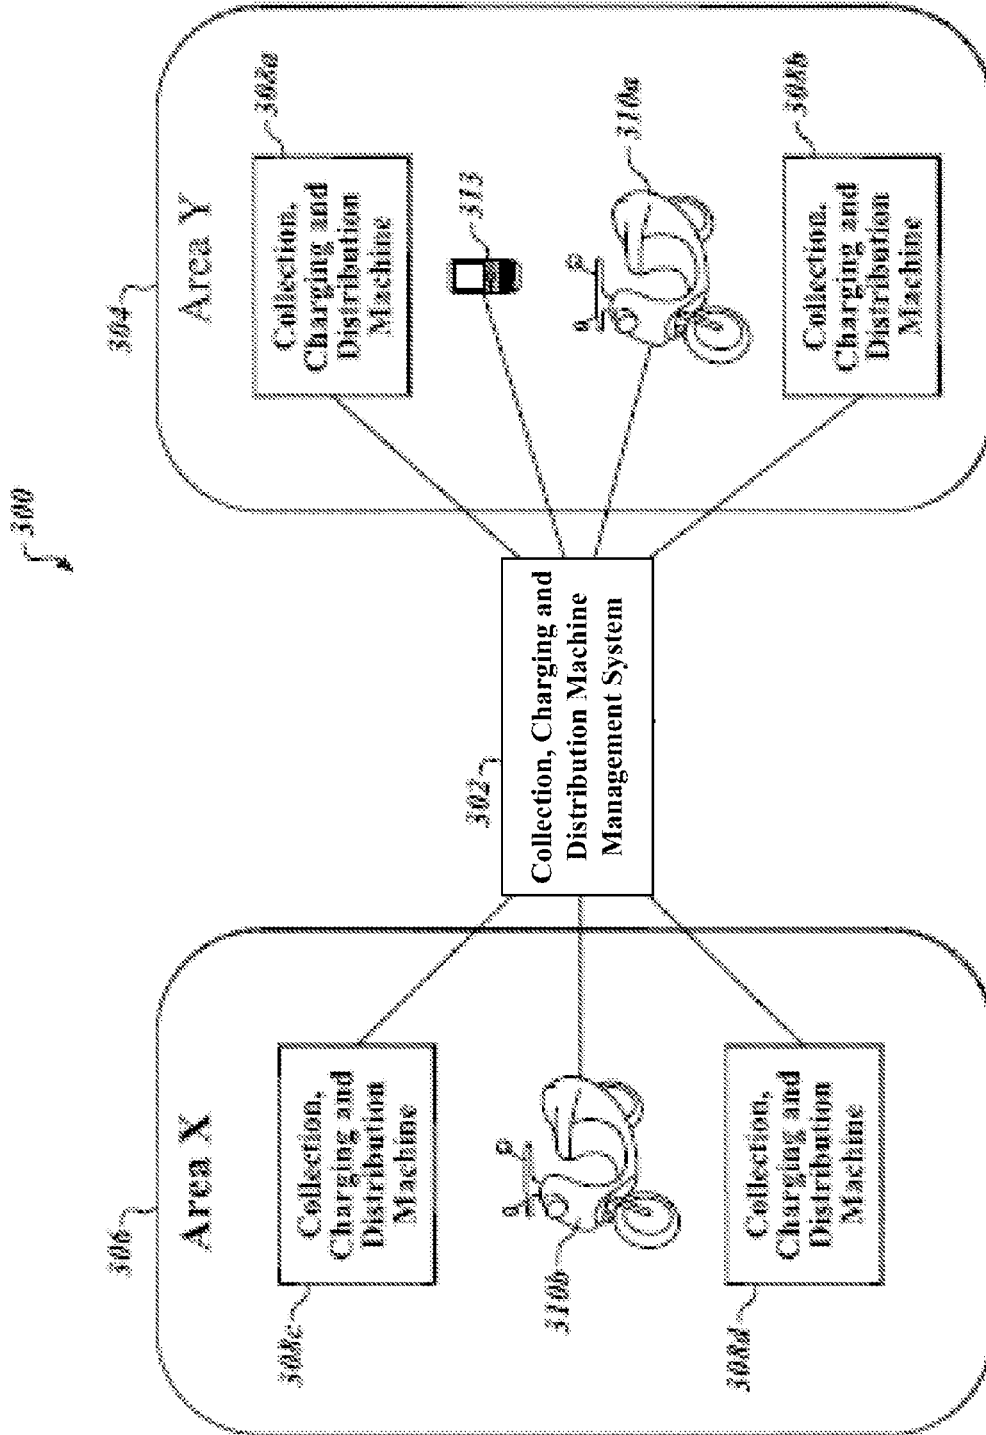 300
306
Area X
308c
Collection,
Charging and
Distribution
Machine
310b
308d
Collection,
Charging and
Distribution
Machine
302
Collection, Charging and
Distribution Machine
Management System
304
Area Y
308a
Collection,
Charging and
Distribution
Machine
313
310a
308b
Collection,
Charging and
Distribution
Machine